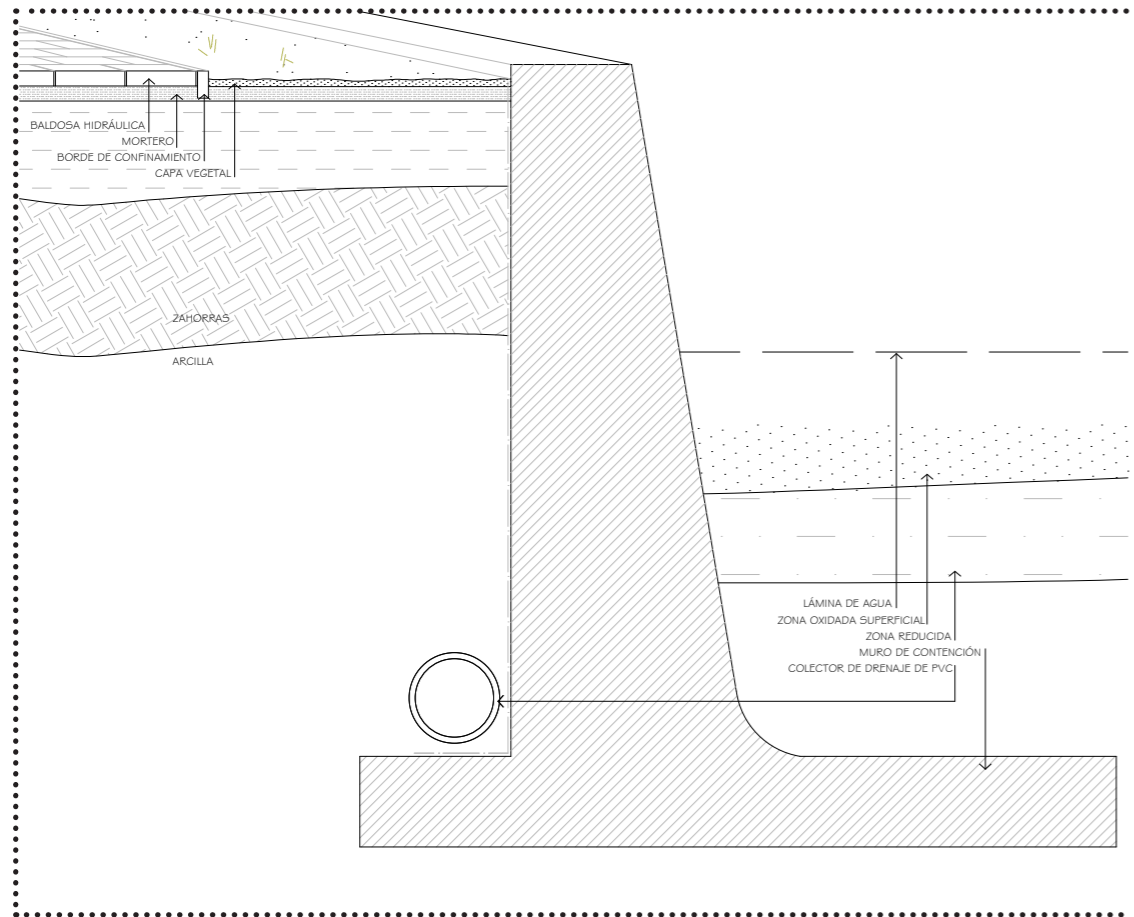 BALDOSA HIDRÁULICA
MORTERO
BORDE DE CONFINAMIENTO
CAPA VEGETAL
ZAHORRAS
ARCILLA
LÁMINA DE AGUA
ZONA OXIDADA SUPERFICIAL
ZONA REDUCIDA
MURO DE CONTENCIÓN
COLECTOR DE DRENAJE DE PVC